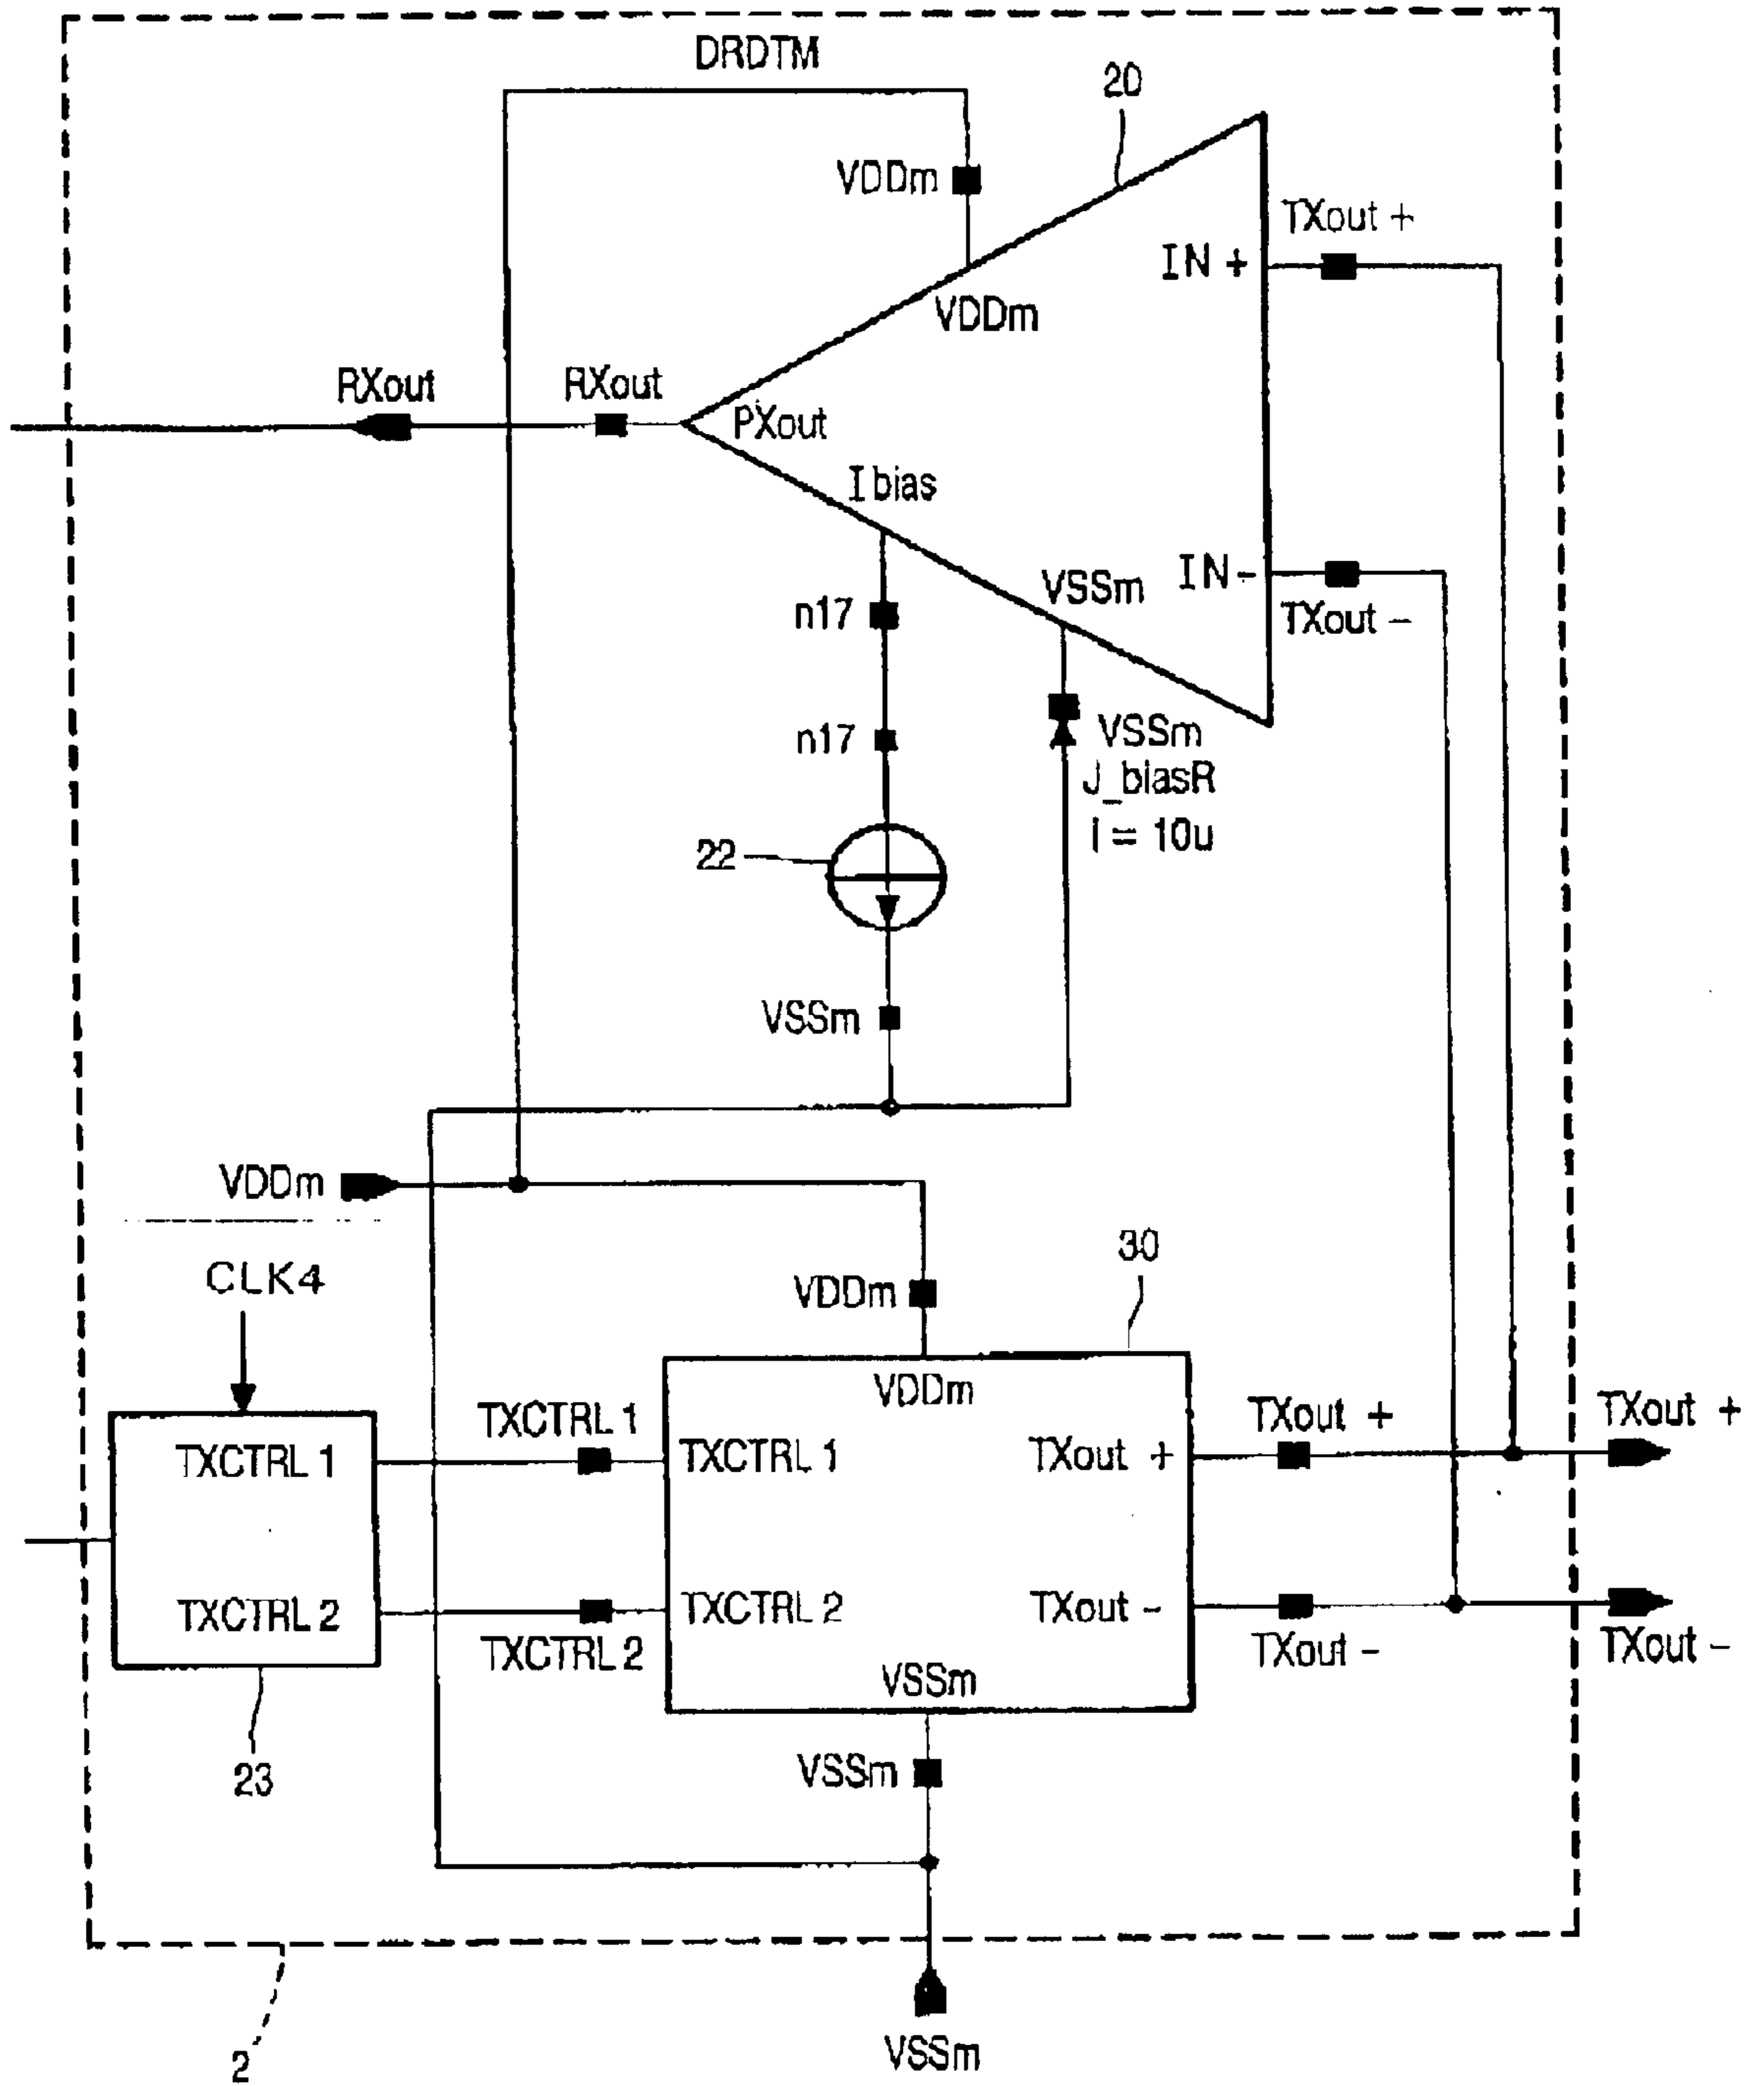 DRDTM
20
VDDm
TXout +
IN +
VDDm
RXout
RXout
PXout
I bias
IN -
VSSm
n17
TXout -
n17
VSSm
J_biasR
I = 10u
22
VSSm
VDDm
30
CLK4
VDDm
VDDm
TXCTRL 1
TXout +
TXout +
TXCTRL 1
TXCTRL 1
TXout +
TXCTRL 2
TXCTRL 2
TXout -
TXCTRL 2
TXout -
TXout -
VSSm
23
VSSm
2
VSSm